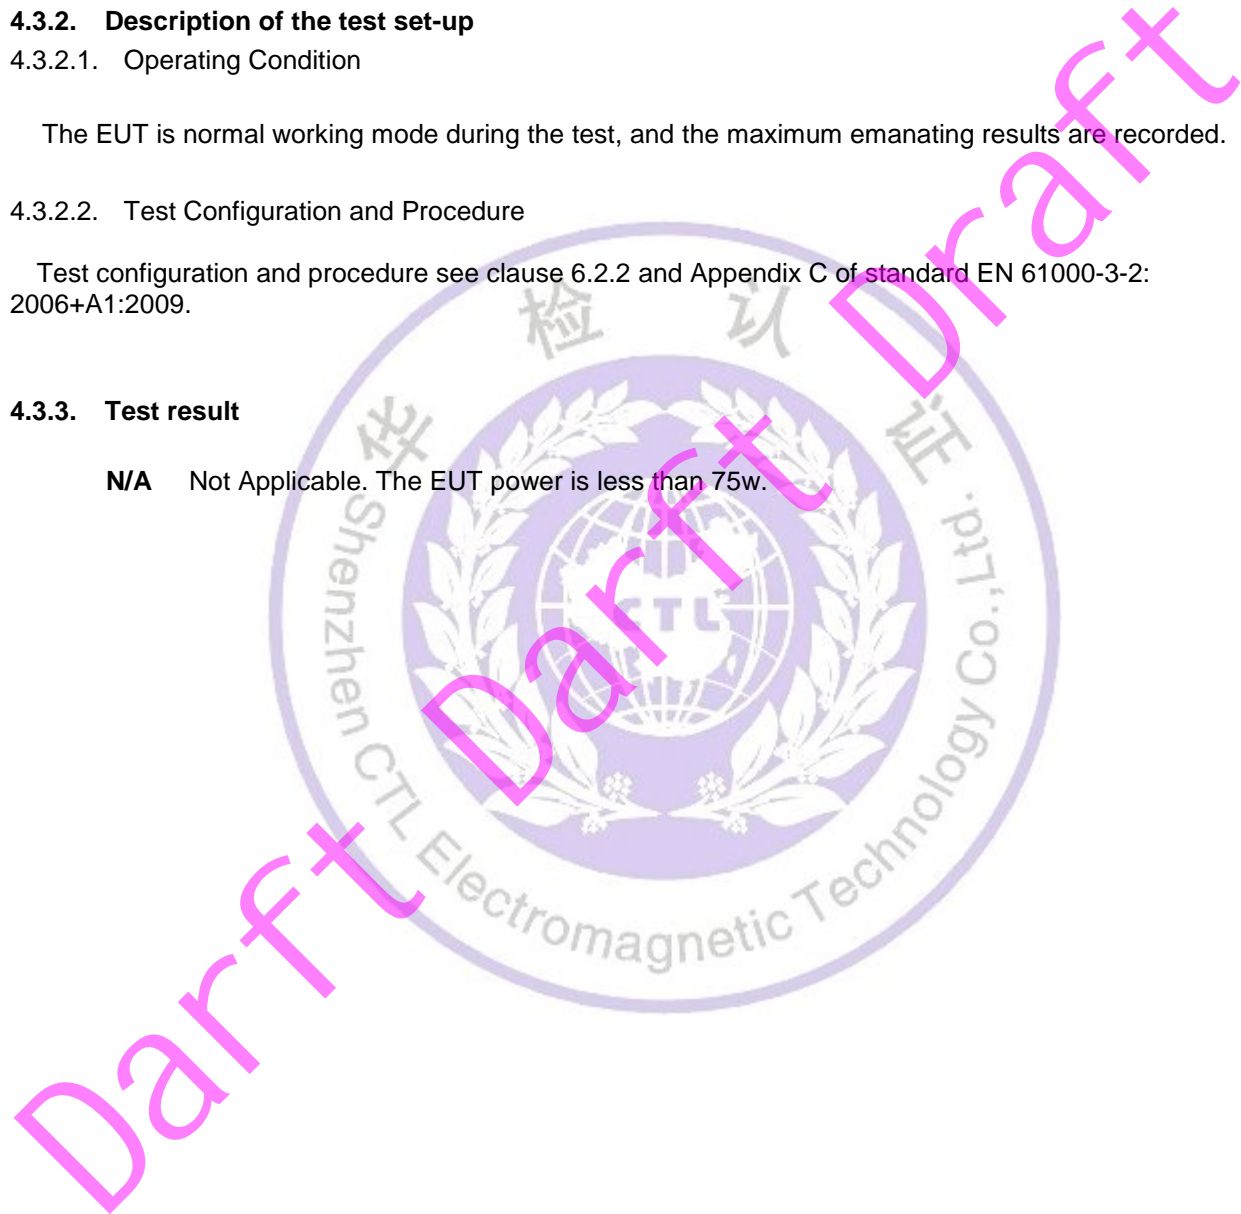 4.3.2. Description of the test set-up
4.3.2.1. Operating Condition
The EUT is normal working mode during the test, and the maximum emanating results are recorded.
4.3.2.2. Test Configuration and Procedure
Test configuration and procedure see clause 6.2.2 and Appendix C of standard EN 61000-3-2:
2006+A1:2009.
4.3.3. Test result
N/A Not Applicable. The EUT power is less than 75w.
华 检 认 证
Shenzhen CTL Electromagnetic Technology Co.,Ltd.
CTL
Darft Darft Draft